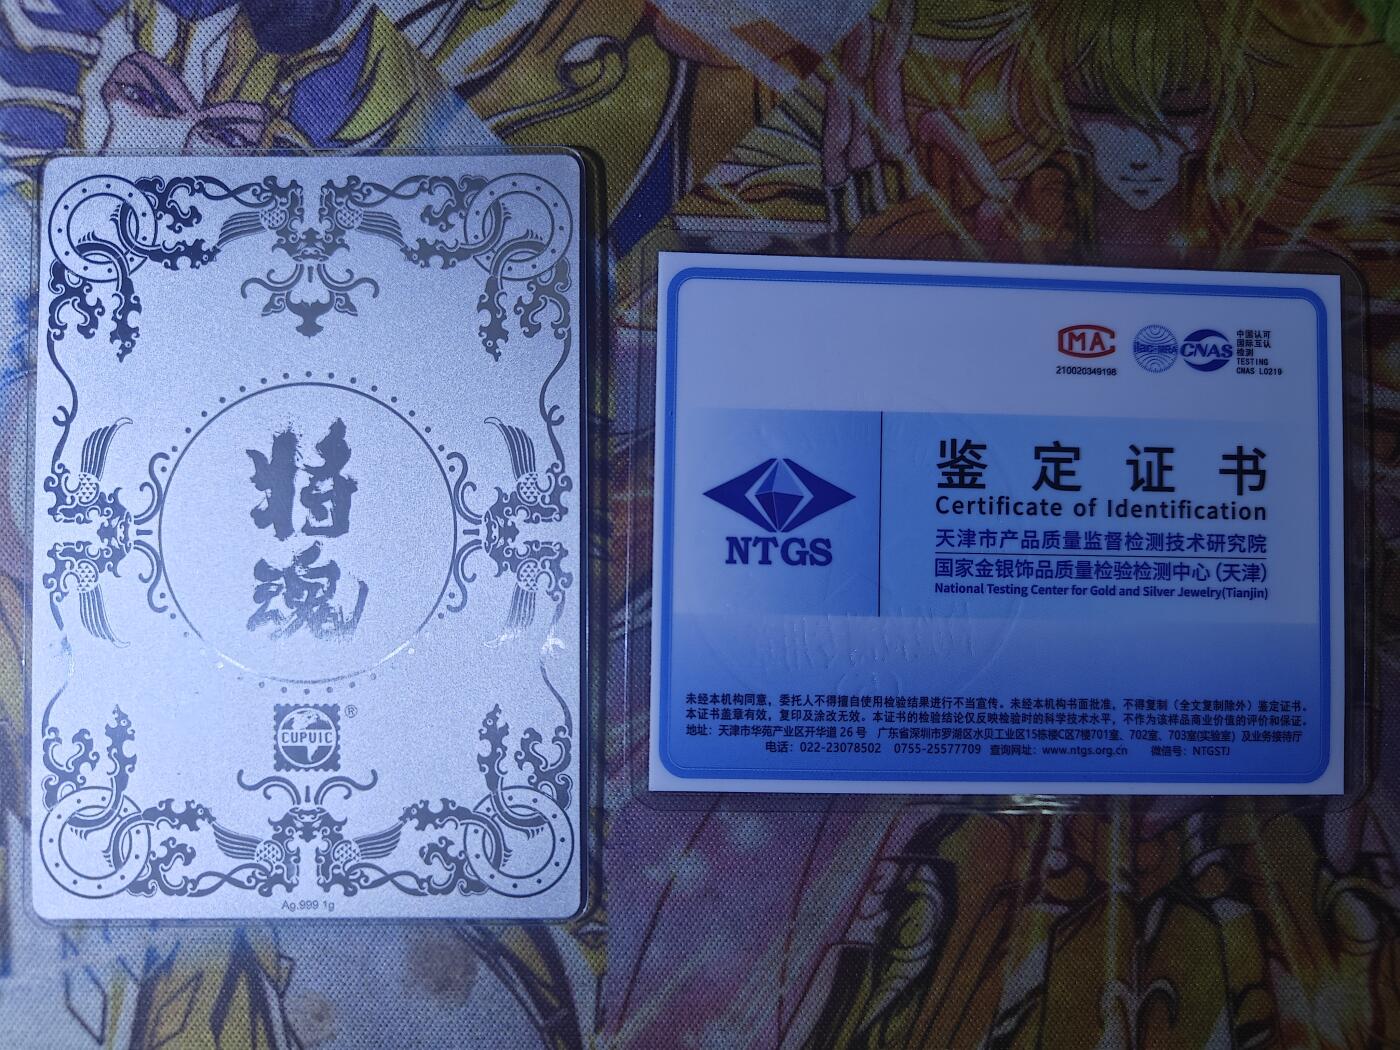 将
魂
®
CUPUIC
Ag.999 1g
MA
210020349198
ilac-MRA
CNAS
中国认可
国际互认
检测
TESTING
CNAS L0219
NTGS
鉴定证书
Certificate of Identification
天津市产品质量监督检测技术研究院
国家金银饰品质量检验检测中心(天津)
National Testing Center for Gold and Silver Jewelry(Tianjin)
未经本机构同意，委托人不得擅自使用检验结果进行不当宣传。未经本机构书面批准，不得复制（全文复制除外）鉴定证书。
本证书盖章有效，复印及涂改无效。本证书的检验结论仅反映检验时的科学技术水平，不作为该样品商业价值的评价和保证。
地址：天津市华苑产业区开华道 26 号 广东省深圳市罗湖区水贝工业区15栋楼C区7楼701室、702室、703室(实验室) 及业务接待厅
电话：022-23078502 0755-25577709 查询网址：www.ntgs.org.cn 微信号：NTGSTJ